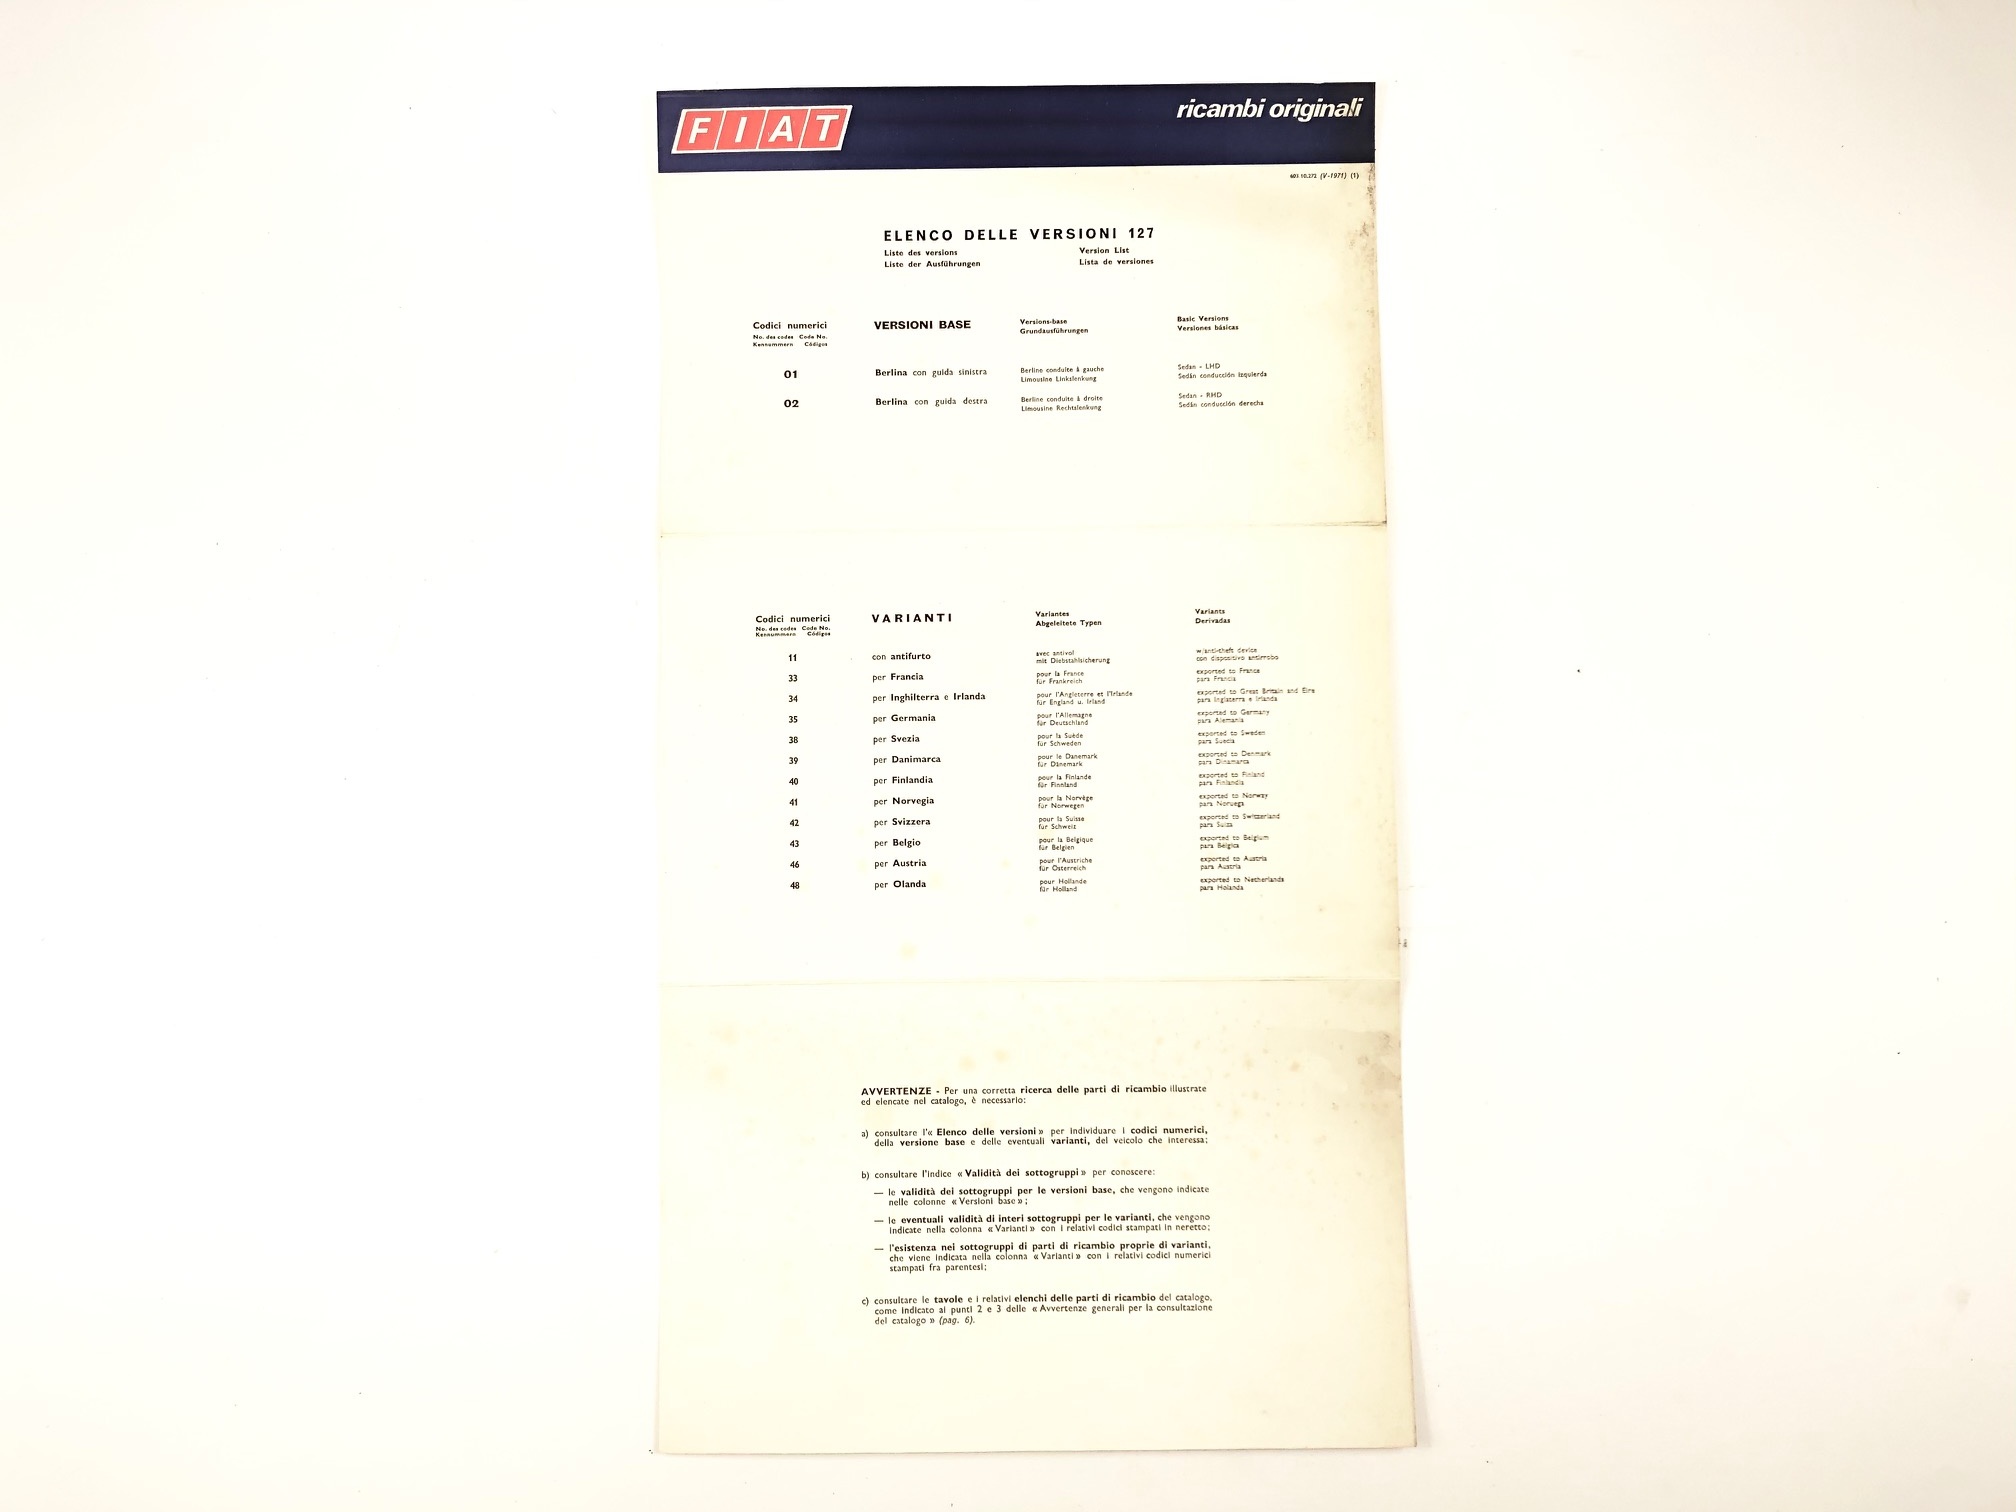 FIAT
ricambi originali
603.10.272 (V-1971) (1)
ELENCO DELLE VERSIONI 127
Liste des versions Version List
Liste der Ausführungen Lista de versiones
Codici numerici VERSIONI BASE Versions-base Basic Versions
Grundausführungen Versiones básicas
No. des codes Code No.
Kennummern Códigos
01 Berlina con guida sinistra Berline conduite à gauche Sedan - LHD
Limousine Linkslenkung Sedán conducción izquierda
02 Berlina con guida destra Berline conduite à droite Sedan - RHD
Limousine Rechtslenkung Sedán conducción derecha
Codici numerici VARIANTI Variantes Variants
Abgeleitete Typen Derivadas
No. des codes Code No.
Kennummern Códigos
11 con antifurto avec antivol w/anti-theft device
mit Diebstahlsicherung con dispositivo antirrobo
33 per Francia pour la France exported to France
für Frankreich para Francia
34 per Inghilterra e Irlanda pour l'Angleterre et l'Irlande exported to Great Britain and Eire
für England u. Irland para Inglaterra e Irlanda
35 per Germania pour l'Allemagne exported to Germany
für Deutschland para Alemania
38 per Svezia pour la Suède exported to Sweden
für Schweden para Suecia
39 per Danimarca pour le Danemark exported to Denmark
für Dänemark para Dinamarca
40 per Finlandia pour la Finlande exported to Finland
für Finnland para Finlandia
41 per Norvegia pour la Norvège exported to Norway
für Norwegen para Noruega
42 per Svizzera pour la Suisse exported to Switzerland
für Schweiz para Suiza
43 per Belgio pour la Belgique exported to Belgium
für Belgien para Belgica
46 per Austria pour l'Austriche exported to Austria
für Österreich para Austria
48 per Olanda pour Hollande exported to Netherlands
für Holland para Holanda
AVVERTENZE - Per una corretta ricerca delle parti di ricambio illustrate
ed elencate nel catalogo, è necessario:
a) consultare l'« Elenco delle versioni » per individuare i codici numerici,
della versione base e delle eventuali varianti, del veicolo che interessa;
b) consultare l'indice « Validità dei sottogruppi » per conoscere:
— le validità dei sottogruppi per le versioni base, che vengono indicate
nelle colonne « Versioni base » ;
— le eventuali validità di interi sottogruppi per le varianti, che vengono
indicate nella colonna « Varianti » con i relativi codici stampati in neretto;
— l'esistenza nei sottogruppi di parti di ricambio proprie di varianti,
che viene indicata nella colonna « Varianti » con i relativi codici numerici
stampati fra parentesi;
c) consultare le tavole e i relativi elenchi delle parti di ricambio del catalogo,
come indicato ai punti 2 e 3 delle « Avvertenze generali per la consultazione
del catalogo » (pag. 6).